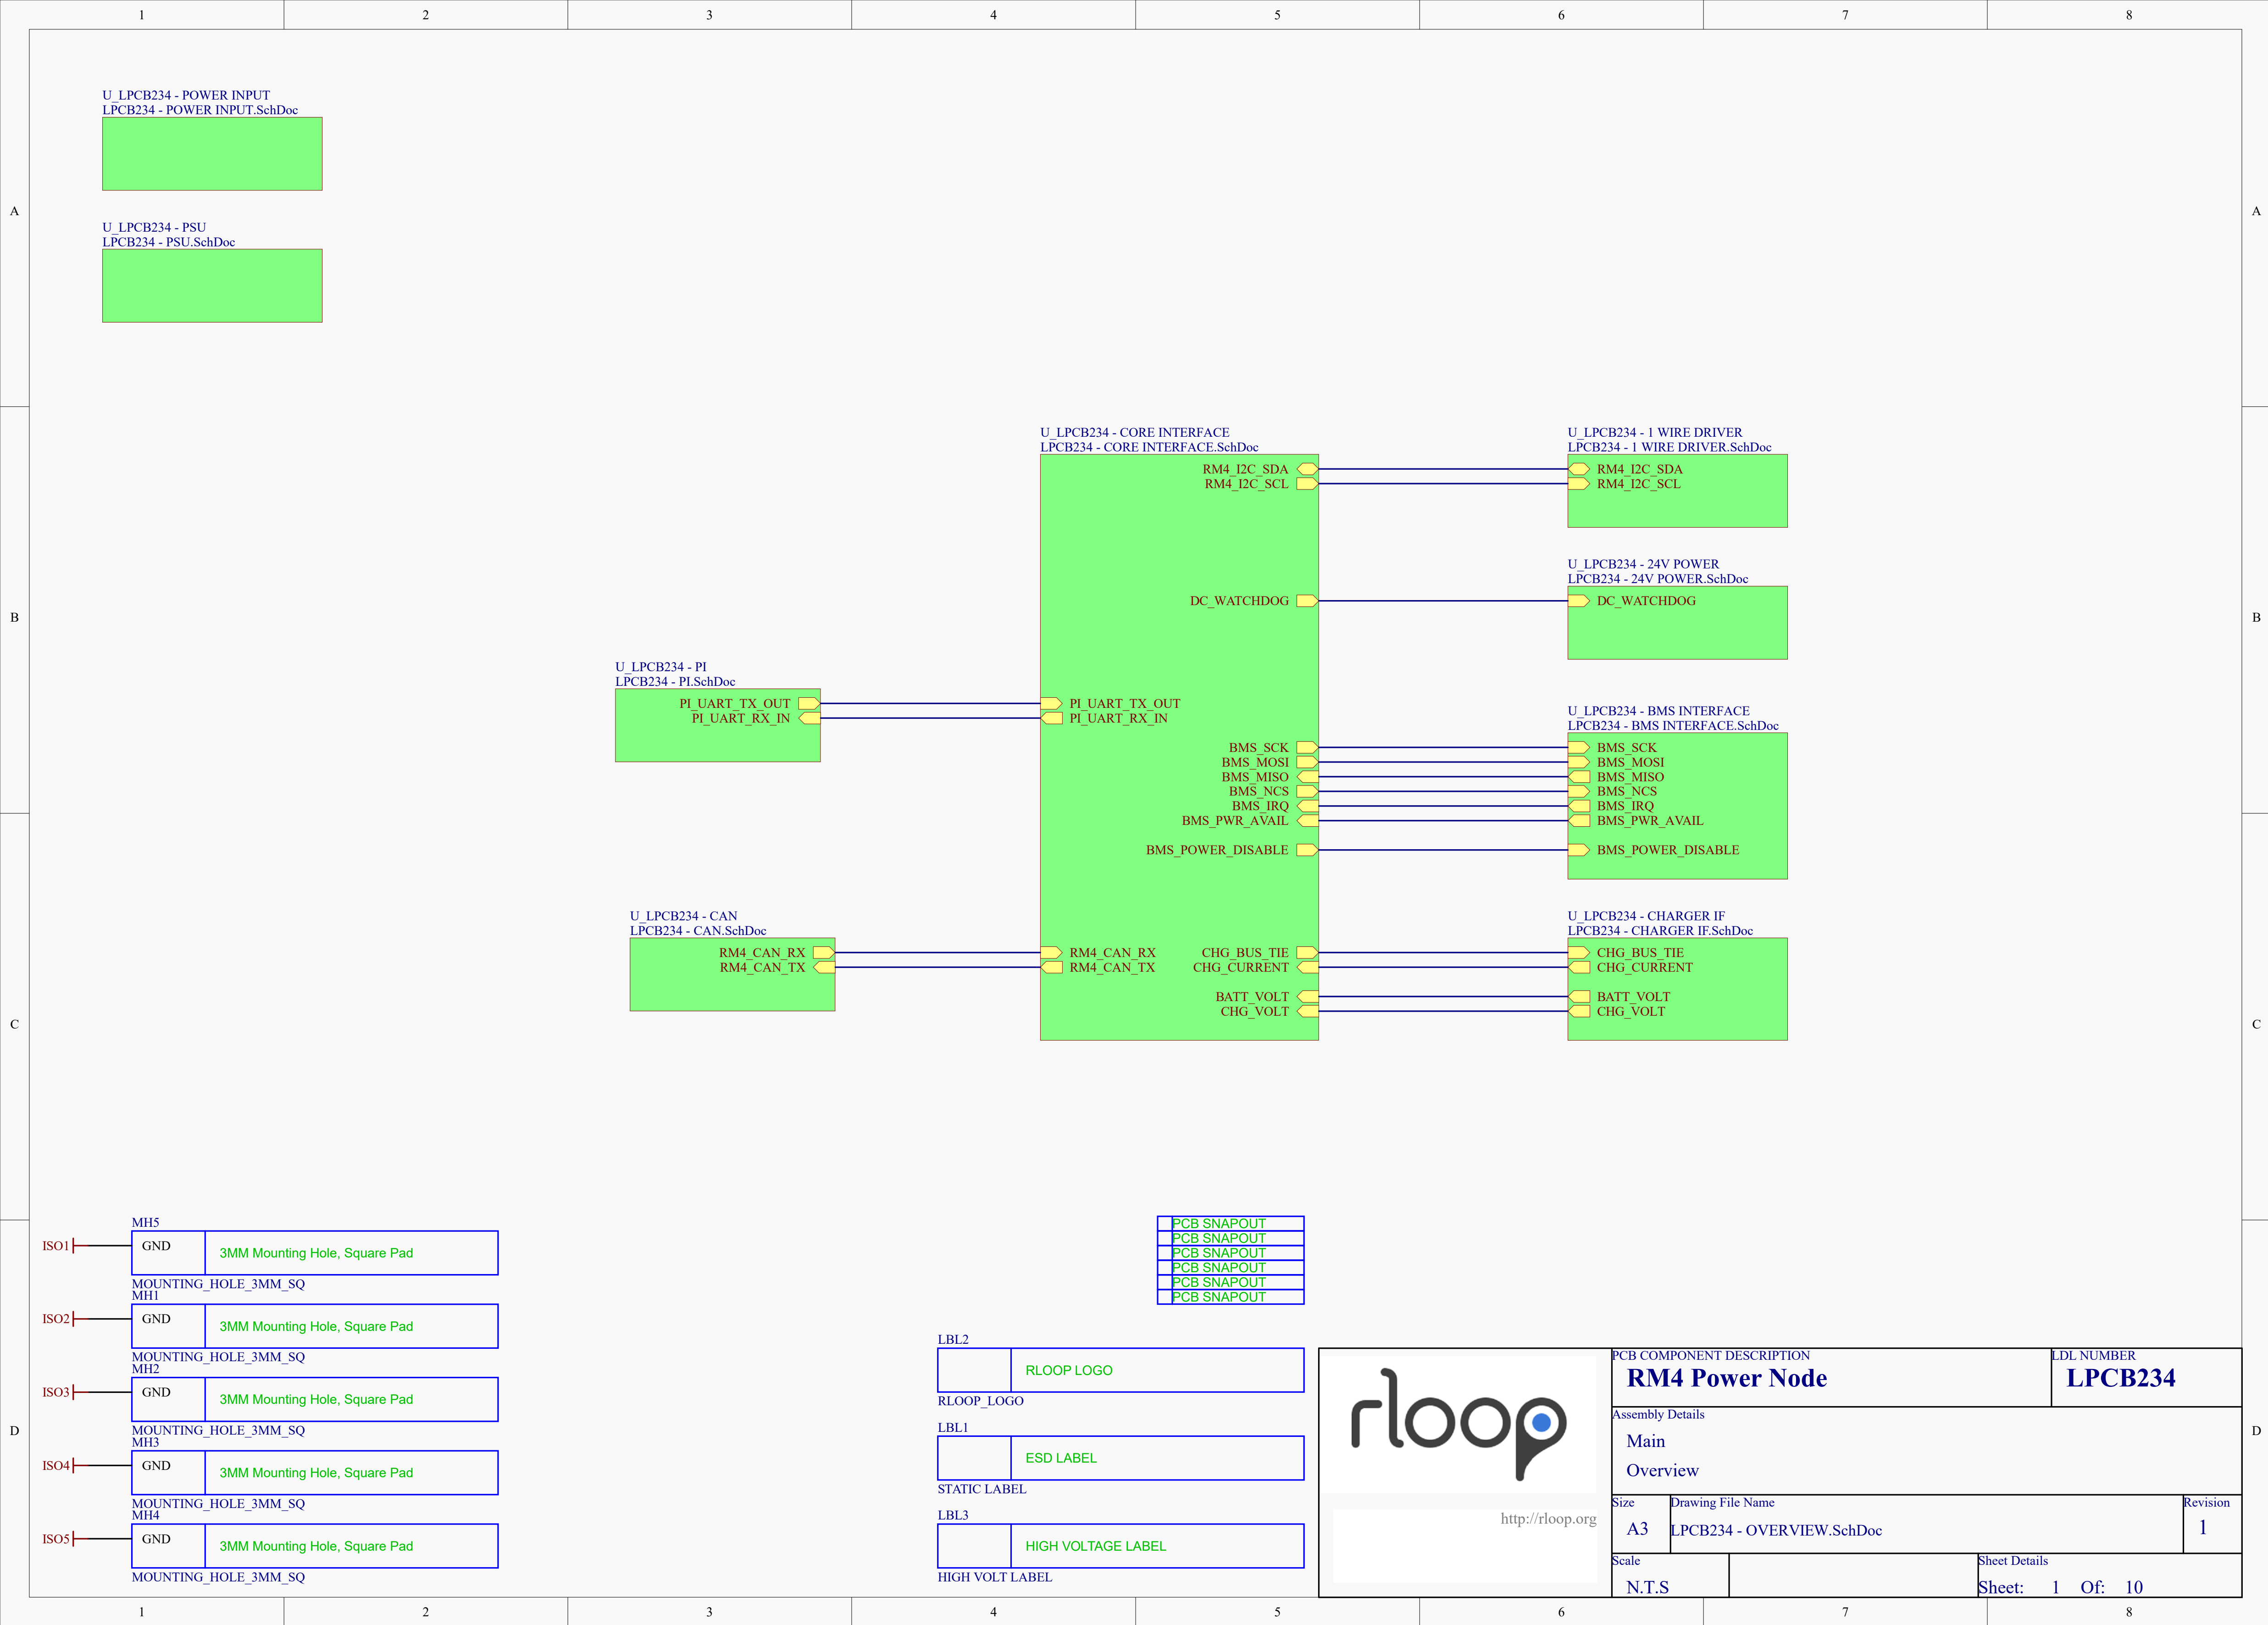 1 2 3 4 5 6 7 8
A A
B B
C C
D D
U_LPCB234 - POWER INPUT
LPCB234 - POWER INPUT.SchDoc
U_LPCB234 - PSU
LPCB234 - PSU.SchDoc
U_LPCB234 - PI
LPCB234 - PI.SchDoc
PI_UART_TX_OUT
PI_UART_RX_IN
U_LPCB234 - CAN
LPCB234 - CAN.SchDoc
RM4_CAN_RX
RM4_CAN_TX
U_LPCB234 - CORE INTERFACE
LPCB234 - CORE INTERFACE.SchDoc
RM4_I2C_SDA
RM4_I2C_SCL
DC_WATCHDOG
PI_UART_TX_OUT
PI_UART_RX_IN
BMS_SCK
BMS_MOSI
BMS_MISO
BMS_NCS
BMS_IRQ
BMS_PWR_AVAIL
BMS_POWER_DISABLE
RM4_CAN_RX CHG_BUS_TIE
RM4_CAN_TX CHG_CURRENT
BATT_VOLT
CHG_VOLT
U_LPCB234 - 1 WIRE DRIVER
LPCB234 - 1 WIRE DRIVER.SchDoc
RM4_I2C_SDA
RM4_I2C_SCL
U_LPCB234 - 24V POWER
LPCB234 - 24V POWER.SchDoc
DC_WATCHDOG
U_LPCB234 - BMS INTERFACE
LPCB234 - BMS INTERFACE.SchDoc
BMS_SCK
BMS_MOSI
BMS_MISO
BMS_NCS
BMS_IRQ
BMS_PWR_AVAIL
BMS_POWER_DISABLE
U_LPCB234 - CHARGER IF
LPCB234 - CHARGER IF.SchDoc
CHG_BUS_TIE
CHG_CURRENT
BATT_VOLT
CHG_VOLT
MH5
ISO1 GND 3MM Mounting Hole, Square Pad
MOUNTING_HOLE_3MM_SQ
MH1
ISO2 GND 3MM Mounting Hole, Square Pad
MOUNTING_HOLE_3MM_SQ
MH2
ISO3 GND 3MM Mounting Hole, Square Pad
MOUNTING_HOLE_3MM_SQ
MH3
ISO4 GND 3MM Mounting Hole, Square Pad
MOUNTING_HOLE_3MM_SQ
MH4
ISO5 GND 3MM Mounting Hole, Square Pad
MOUNTING_HOLE_3MM_SQ
PCB SNAPOUT
PCB SNAPOUT
PCB SNAPOUT
PCB SNAPOUT
PCB SNAPOUT
PCB SNAPOUT
LBL2
RLOOP LOGO
RLOOP_LOGO
LBL1
ESD LABEL
STATIC LABEL
LBL3
HIGH VOLTAGE LABEL
HIGH VOLT LABEL
rloop
http://rloop.org
PCB COMPONENT DESCRIPTION
RM4 Power Node
LDL NUMBER
LPCB234
Assembly Details
Main
Overview
Size
A3
Drawing File Name
LPCB234 - OVERVIEW.SchDoc
Revision
1
Scale
N.T.S
Sheet Details
Sheet: 1 Of: 10
1 2 3 4 5 6 7 8